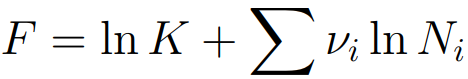 F = ln K + ∑ νᵢ ln Nᵢ